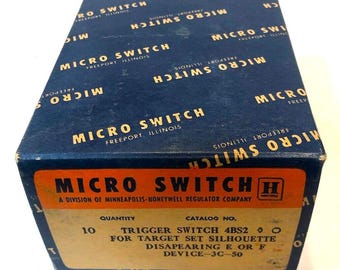 MICRO SWITCH
FREEPORT, ILLINOIS
MICRO SWITCH
FREEPORT, ILLINOIS
MICRO SWITCH
FREEPORT, ILLINOIS
MICRO SWITCH
FREEPORT, ILLINOIS
MICRO SWITCH
FREEPORT, ILLINOIS
MICRO SWITCH H
A DIVISION OF MINNEAPOLIS-HONEYWELL REGULATOR COMPANY
QUANTITY CATALOG NO.
10 TRIGGER SWITCH 4BS2
FOR TARGET SET SILHOUETTE
DISAPEARING E OR F
DEVICE-3C-50